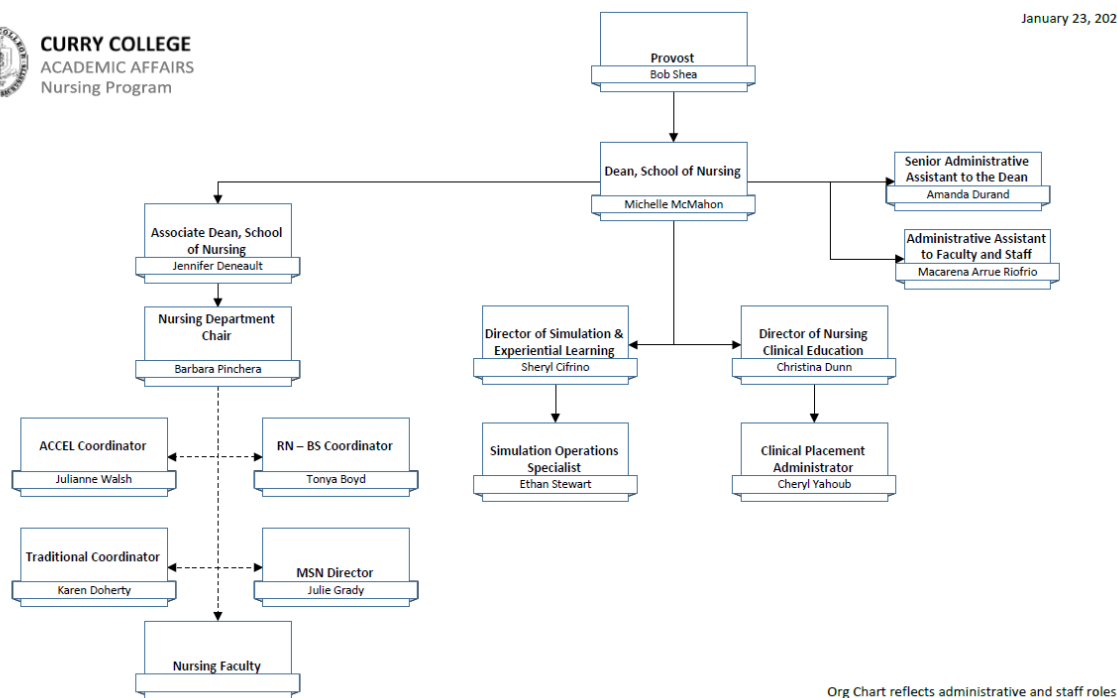 January 23, 202
CURRY COLLEGE
ACADEMIC AFFAIRS
Nursing Program
Provost
Bob Shea
Dean, School of Nursing
Michelle McMahon
Senior Administrative
Assistant to the Dean
Amanda Durand
Administrative Assistant
to Faculty and Staff
Macarena Arrue Riofrio
Associate Dean, School
of Nursing
Jennifer Deneault
Nursing Department
Chair
Barbara Pinchera
Director of Simulation &
Experiential Learning
Sheryl Cifrino
Director of Nursing
Clinical Education
Christina Dunn
ACCEL Coordinator
Julianne Walsh
RN – BS Coordinator
Tonya Boyd
Simulation Operations
Specialist
Ethan Stewart
Clinical Placement
Administrator
Cheryl Yahoub
Traditional Coordinator
Karen Doherty
MSN Director
Julie Grady
Nursing Faculty
Org Chart reflects administrative and staff roles